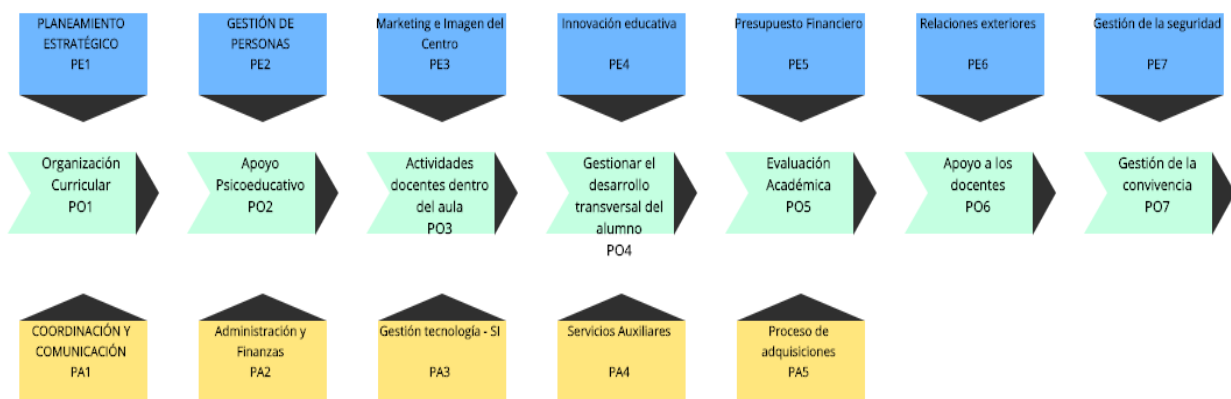 PLANEAMIENTO
ESTRATÉGICO
PE1
GESTIÓN DE
PERSONAS
PE2
Marketing e Imagen del
Centro
PE3
Innovación educativa
PE4
Presupuesto Financiero
PE5
Relaciones exteriores
PE6
Gestión de la seguridad
PE7
Organización
Curricular
PO1
Apoyo
Psicoeducativo
PO2
Actividades
docentes dentro
del aula
PO3
Gestionar el
desarrollo
transversal del
alumno
PO4
Evaluación
Académica
PO5
Apoyo a los
docentes
PO6
Gestión de la
convivencia
PO7
COORDINACIÓN Y
COMUNICACIÓN
PA1
Administración y
Finanzas
PA2
Gestión tecnología - SI
PA3
Servicios Auxiliares
PA4
Proceso de
adquisiciones
PA5